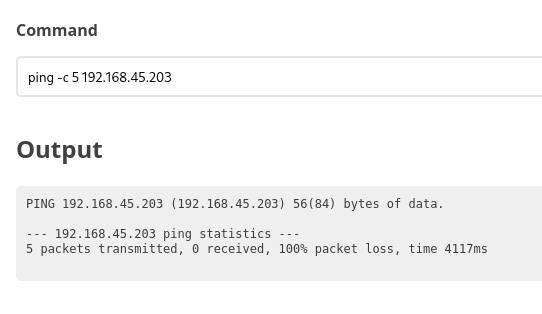 Command
ping -c 5 192.168.45.203
Output
PING 192.168.45.203 (192.168.45.203) 56(84) bytes of data.
--- 192.168.45.203 ping statistics ---
5 packets transmitted, 0 received, 100% packet loss, time 4117ms